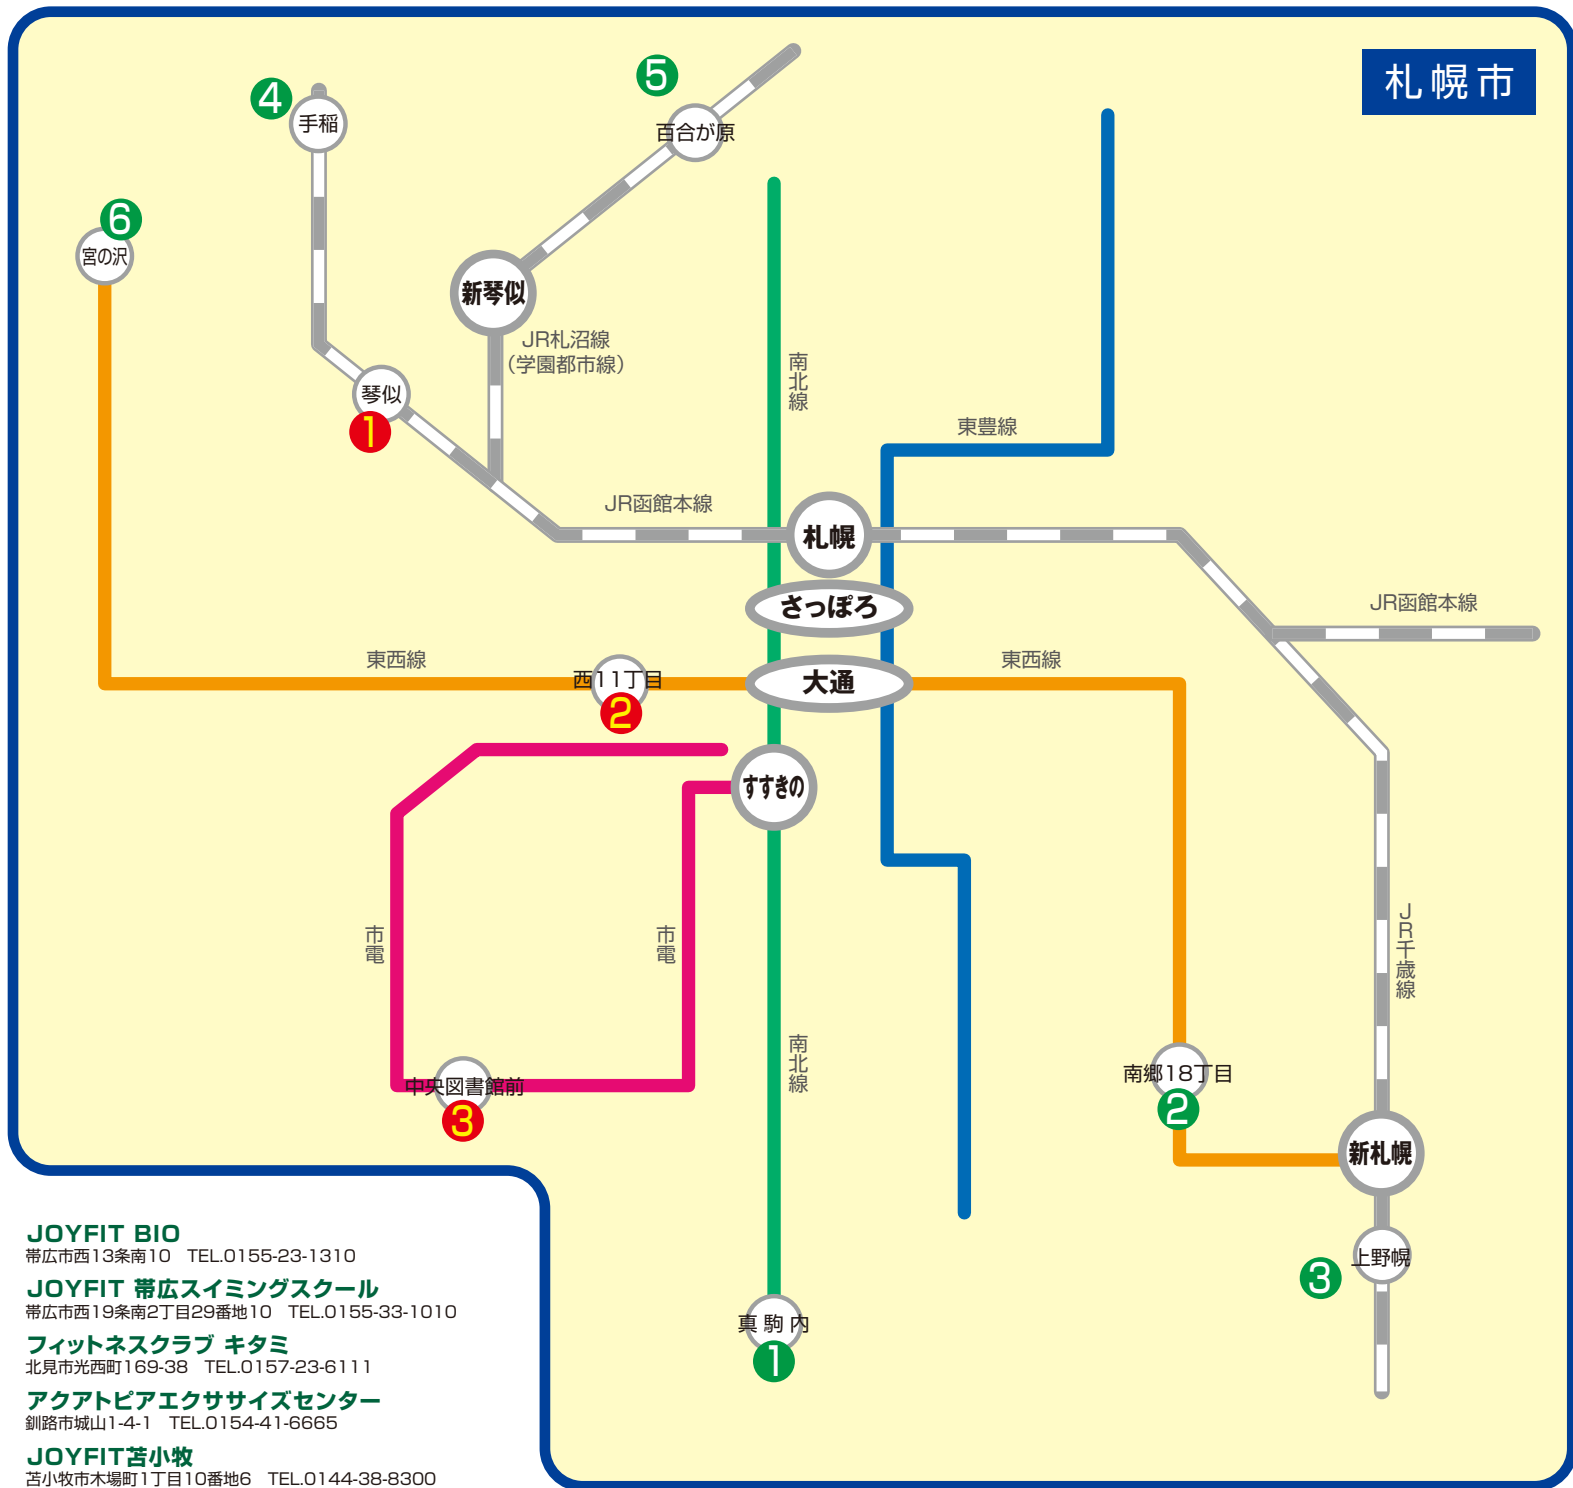 札幌市
5
4
手稲
百合が原
6
宮の沢
新琴似
JR札沼線
(学園都市線)
南北線
琴似
1
東豊線
JR函館本線
札幌
さっぽろ
JR函館本線
東西線
西11丁目
2
大通
東西線
すすきの
市電
市電
JR千歳線
南北線
中央図書館前
3
南郷18丁目
2
新札幌
上野幌
3
真駒内
1
JOYFIT BIO
帯広市西13条南10 TEL.0155-23-1310
JOYFIT 帯広スイミングスクール
帯広市西19条南2丁目29番地10 TEL.0155-33-1010
フィットネスクラブ キタミ
北見市光西町169-38 TEL.0157-23-6111
アクアトピアエクササイズセンター
釧路市城山1-4-1 TEL.0154-41-6665
JOYFIT苫小牧
苫小牧市木場町1丁目10番地6 TEL.0144-38-8300